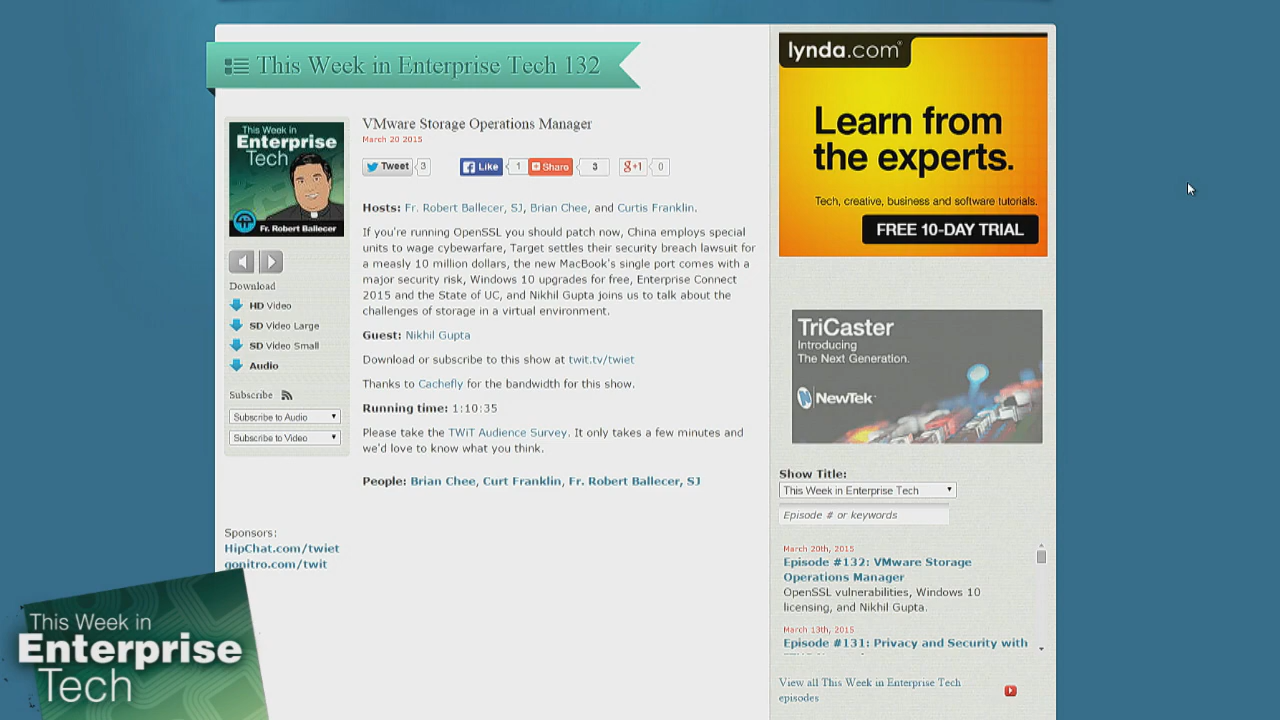 This Week in Enterprise Tech 132
This Week in
Enterprise
Tech
Fr. Robert Ballecer
Download
HD Video
SD Video Large
SD Video Small
Audio
Subscribe
Subscribe to Audio
Subscribe to Video
VMware Storage Operations Manager
March 20 2015
Tweet 3 Like 1 Share 3 g+1 0
Hosts: Fr. Robert Ballecer, SJ, Brian Chee, and Curtis Franklin.
If you're running OpenSSL you should patch now, China employs special
units to wage cybewarfare, Target settles their security breach lawsuit for
a measly 10 million dollars, the new MacBook's single port comes with a
major security risk, Windows 10 upgrades for free, Enterprise Connect
2015 and the State of UC, and Nikhil Gupta joins us to talk about the
challenges of storage in a virtual environment.
Guest: Nikhil Gupta
Download or subscribe to this show at twit.tv/twiet
Thanks to Cachefly for the bandwidth for this show.
Running time: 1:10:35
Please take the TWiT Audience Survey. It only takes a few minutes and
we'd love to know what you think.
People: Brian Chee, Curt Franklin, Fr. Robert Ballecer, SJ
Sponsors:
HipChat.com/twiet
gonitro.com/twit
This Week in
Enterprise
Tech
lynda.com®
Learn from
the experts.
Tech, creative, business and software tutorials.
FREE 10-DAY TRIAL
TriCaster
Introducing
The Next Generation.
NewTek
Show Title:
This Week in Enterprise Tech
Episode # or keywords
March 20th, 2015
Episode #132: VMware Storage
Operations Manager
OpenSSL vulnerabilities, Windows 10
licensing, and Nikhil Gupta.
March 13th, 2015
Episode #131: Privacy and Security with
View all This Week in Enterprise Tech
episodes